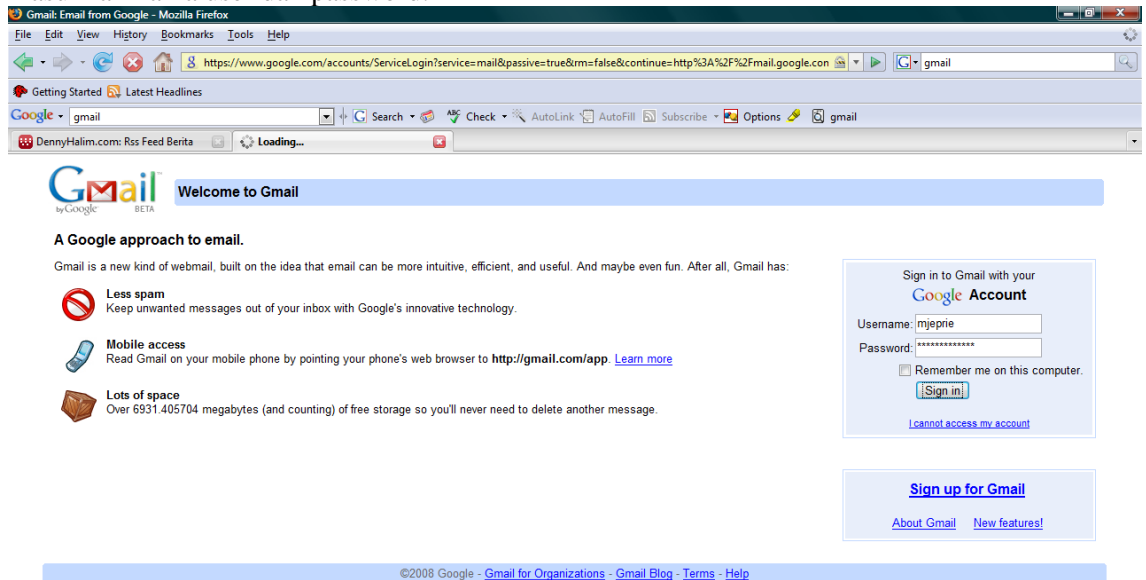 Gmail: Email from Google - Mozilla Firefox
File Edit View History Bookmarks Tools Help
https://www.google.com/accounts/ServiceLogin?service=mail&passive=true&rm=false&continue=http%3A%2F%2Fmail.google.con G gmail
Getting Started Latest Headlines
Google gmail G Search ABC Check AutoLink AutoFill Subscribe Options gmail
DennyHalim.com: Rss Feed Berita Loading...
Gmail Welcome to Gmail
by Google BETA
A Google approach to email.
Gmail is a new kind of webmail, built on the idea that email can be more intuitive, efficient, and useful. And maybe even fun. After all, Gmail has:
Less spam
Keep unwanted messages out of your inbox with Google's innovative technology.
Mobile access
Read Gmail on your mobile phone by pointing your phone's web browser to http://gmail.com/app. Learn more
Lots of space
Over 6931.405704 megabytes (and counting) of free storage so you'll never need to delete another message.
Sign in to Gmail with your
Google Account
Username: mjeprie
Password: *************
Remember me on this computer.
Sign in
I cannot access my account
Sign up for Gmail
About Gmail New features!
©2008 Google - Gmail for Organizations - Gmail Blog - Terms - Help